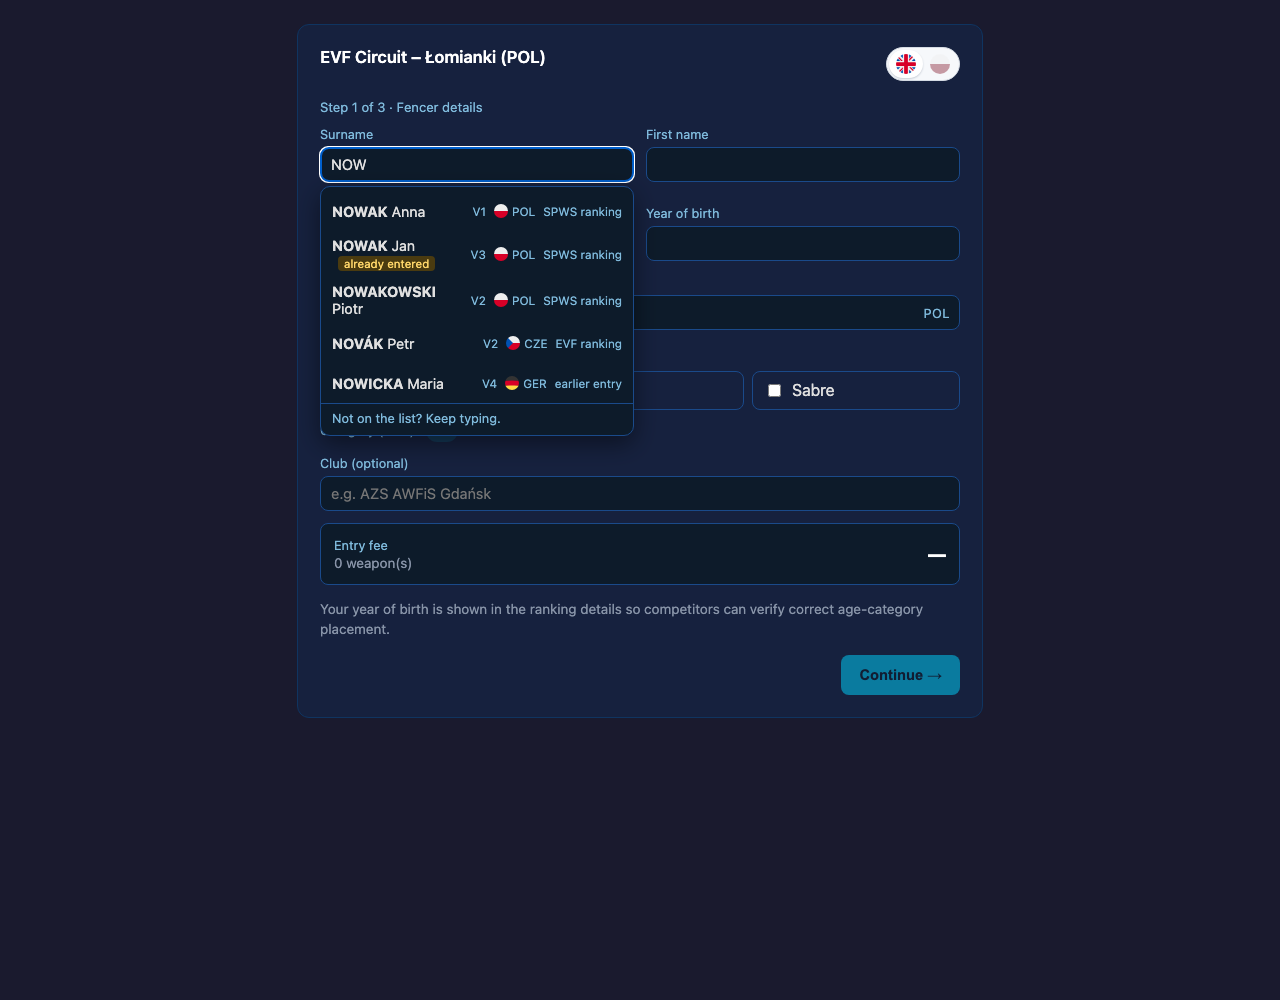 EVF Circuit – Łomianki (POL)
Step 1 of 3 · Fencer details
Surname
First name
NOW
NOWAK Anna V1 POL SPWS ranking
Year of birth
NOWAK Jan
already entered
V3 POL SPWS ranking
NOWAKOWSKI
Piotr
V2 POL SPWS ranking
POL
NOVÁK Petr V2 CZE EVF ranking
NOWICKA Maria V4 GER earlier entry
Sabre
Not on the list? Keep typing.
Club (optional)
e.g. AZS AWFiS Gdańsk
Entry fee
0 weapon(s)
—
Your year of birth is shown in the ranking details so competitors can verify correct age-category
placement.
Continue →